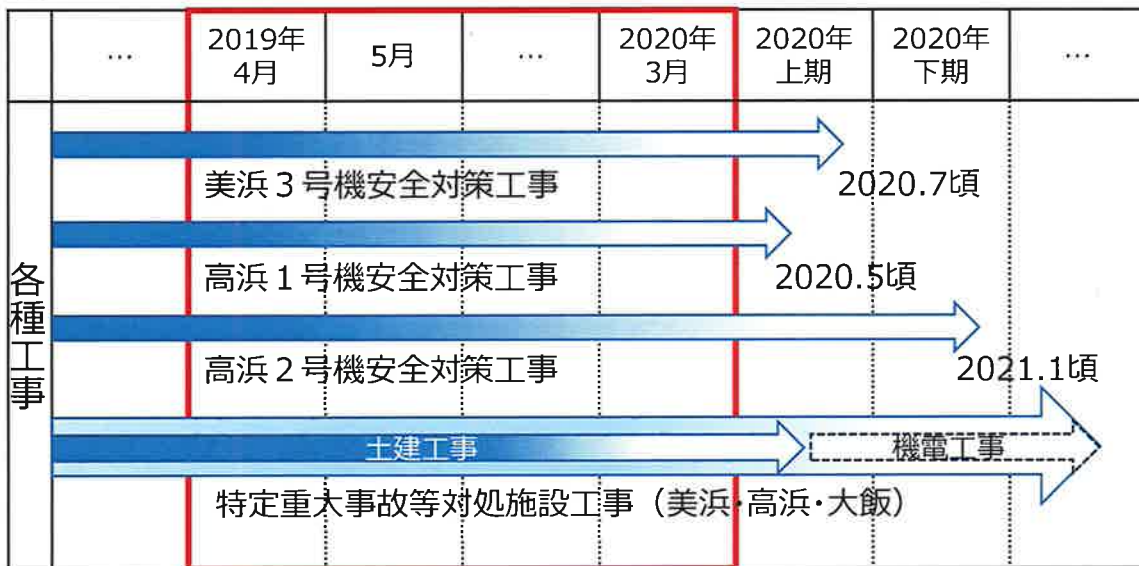 …
2019年
4月
5月
…
2020年
3月
2020年
上期
2020年
下期
…
各種工事
美浜３号機安全対策工事
2020.7頃
高浜１号機安全対策工事
2020.5頃
高浜２号機安全対策工事
2021.1頃
土建工事
機電工事
特定重大事故等対処施設工事（美浜・高浜・大飯）